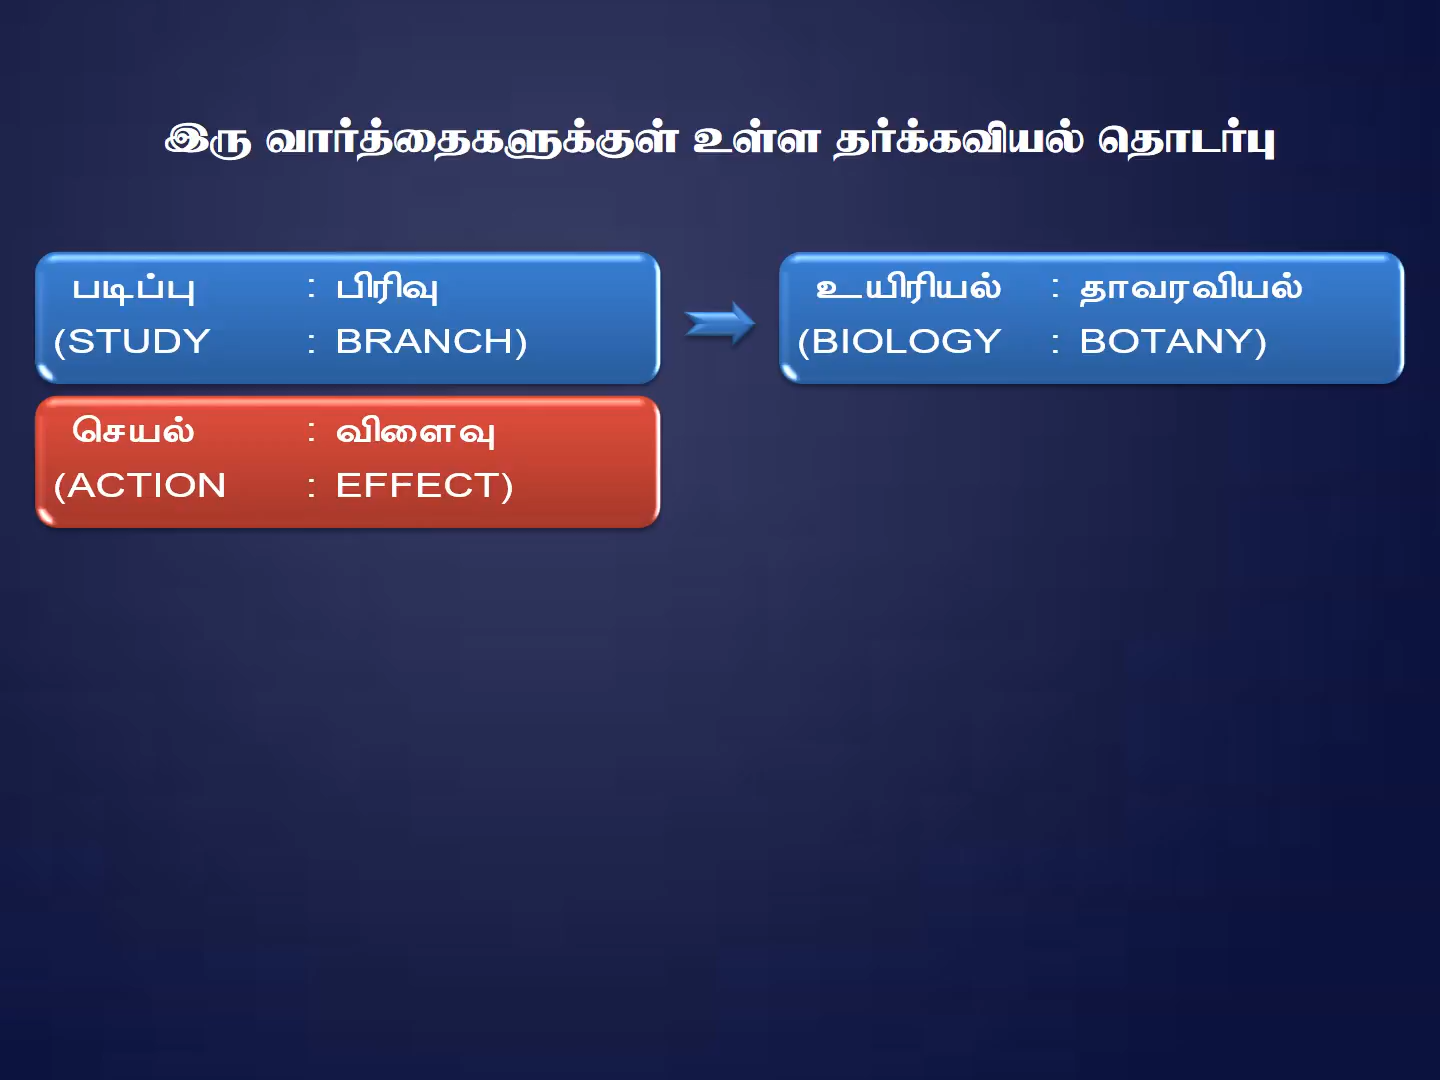 இரு வார்த்தைகளுக்குள் உள்ள தர்க்கவியல் தொடர்பு
படிப்பு : பிரிவு
(STUDY : BRANCH)
உயிரியல் : தாவரவியல்
(BIOLOGY : BOTANY)
செயல் : விளைவு
(ACTION : EFFECT)